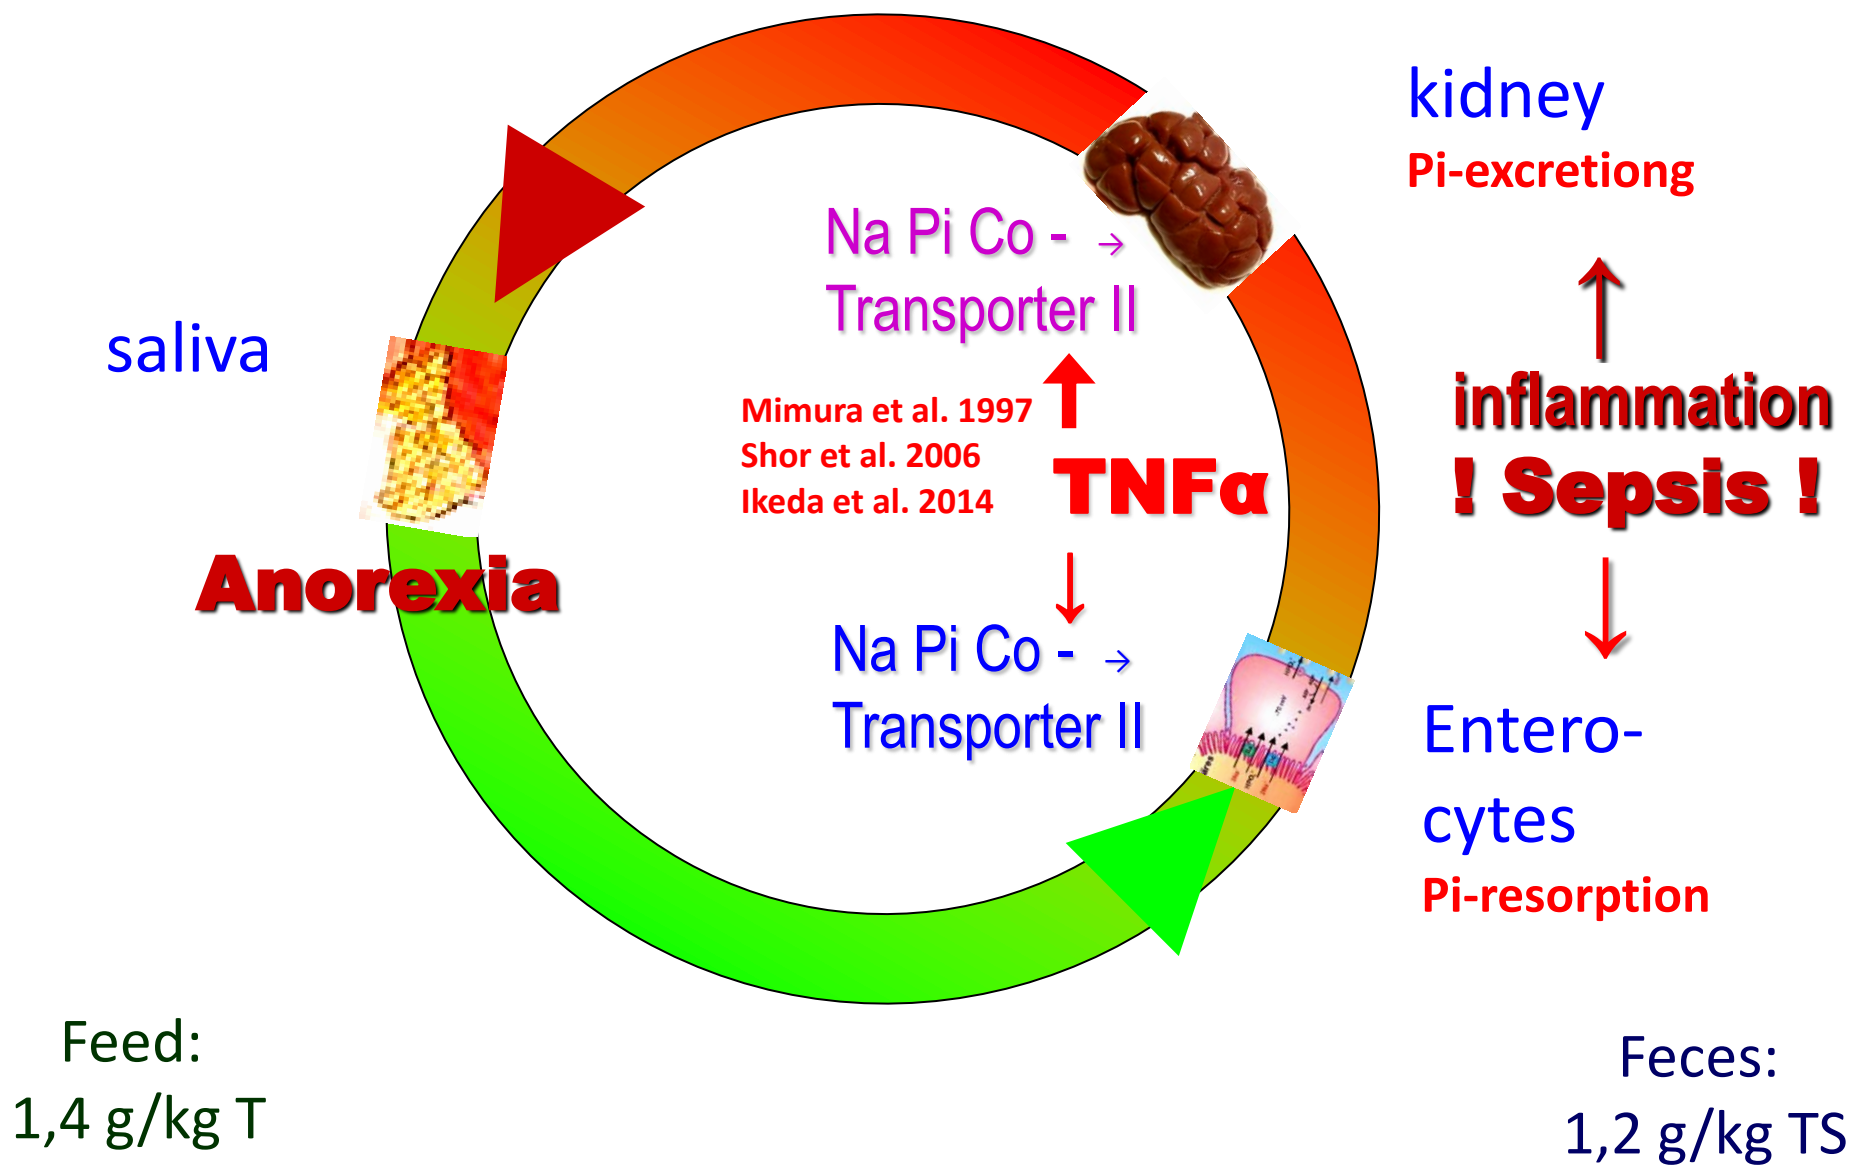 kidney
Pi-excretiong
Na Pi Co - →
Transporter II
saliva
↑
inflammation
! Sepsis !
↓
Mimura et al. 1997
Shor et al. 2006
Ikeda et al. 2014
↑
TNFα
↓
Anorexia
Na Pi Co - →
Transporter II
Entero-
cytes
Pi-resorption
Feed:
1,4 g/kg T
Feces:
1,2 g/kg TS